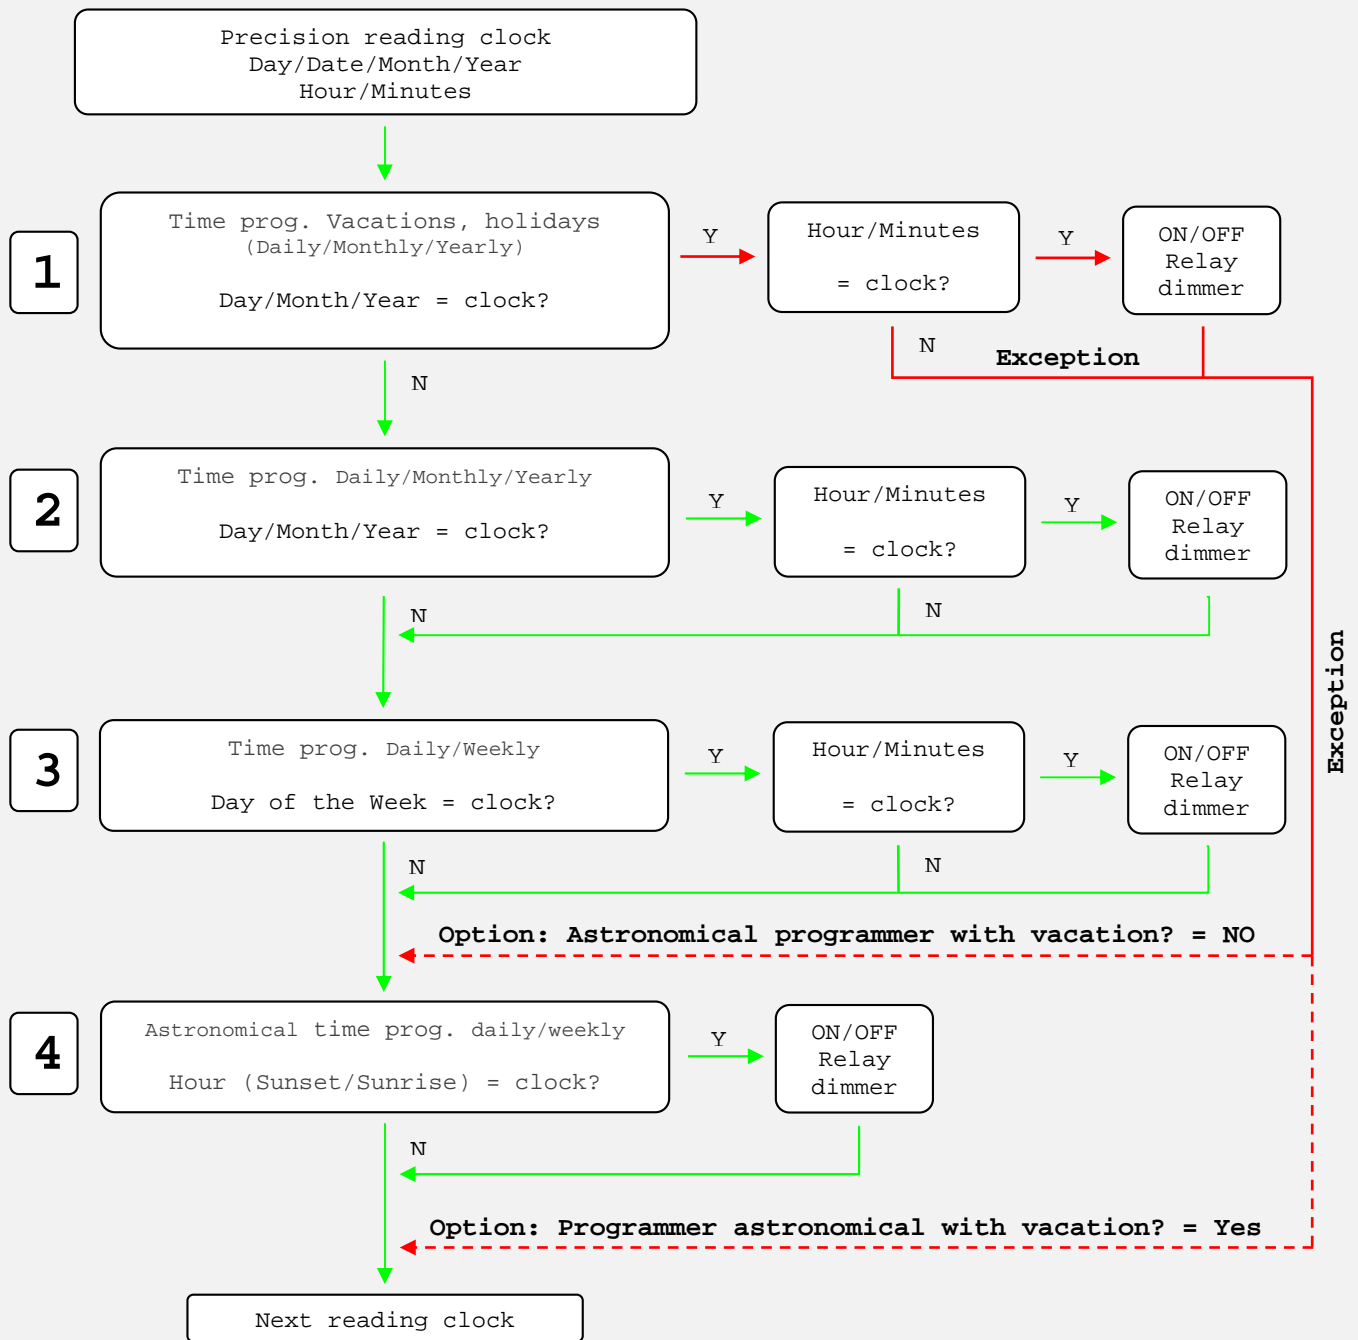 Precision reading clock
Day/Date/Month/Year
Hour/Minutes
1
Time prog. Vacations, holidays
(Daily/Monthly/Yearly)
Day/Month/Year = clock?
Y
Hour/Minutes
= clock?
Y
ON/OFF
Relay
dimmer
N
Exception
N
2
Time prog. Daily/Monthly/Yearly
Day/Month/Year = clock?
Y
Hour/Minutes
= clock?
Y
ON/OFF
Relay
dimmer
N
N
Exception
3
Time prog. Daily/Weekly
Day of the Week = clock?
Y
Hour/Minutes
= clock?
Y
ON/OFF
Relay
dimmer
N
N
Option: Astronomical programmer with vacation? = NO
4
Astronomical time prog. daily/weekly
Hour (Sunset/Sunrise) = clock?
Y
ON/OFF
Relay
dimmer
N
Option: Programmer astronomical with vacation? = Yes
Next reading clock